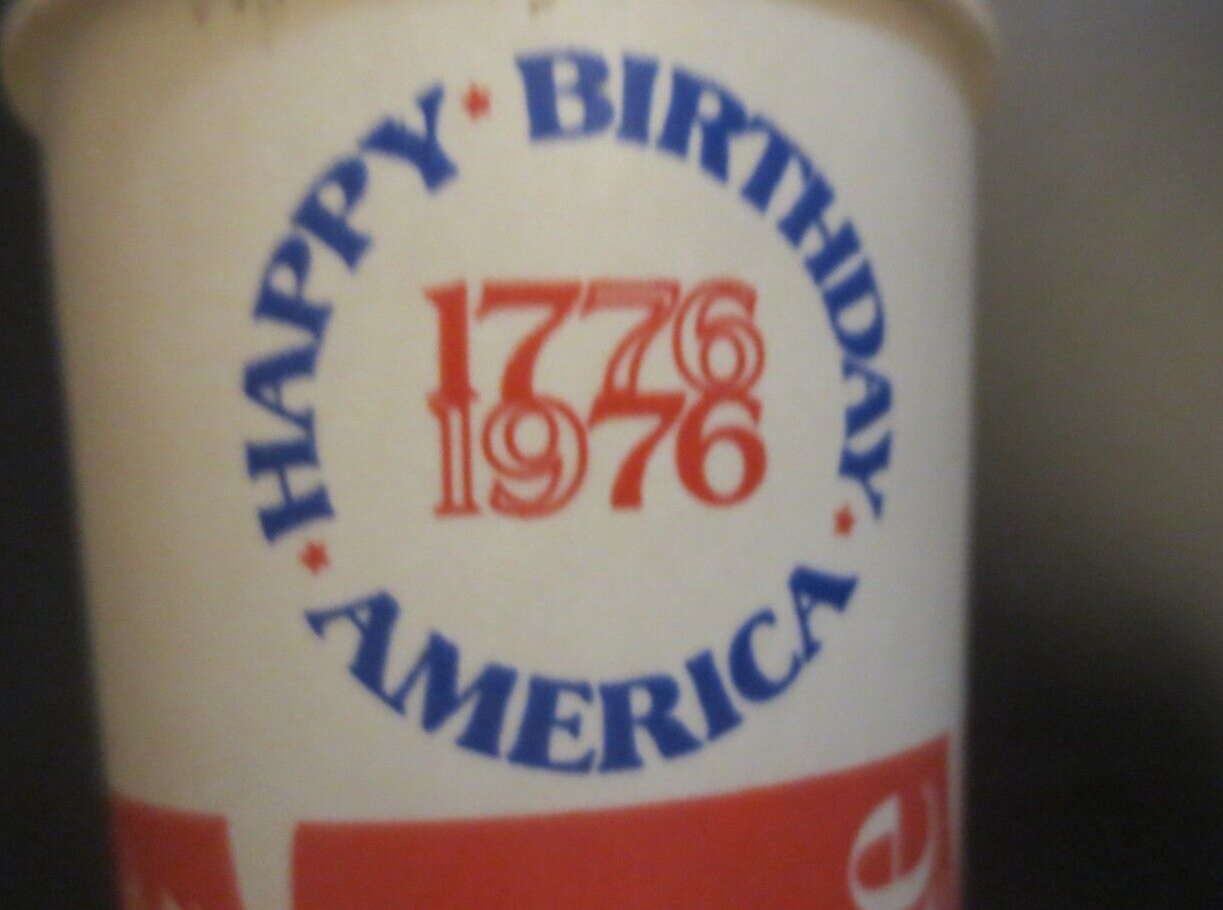 HAPPY * BIRTHDAY * AMERICA *
1776
1976